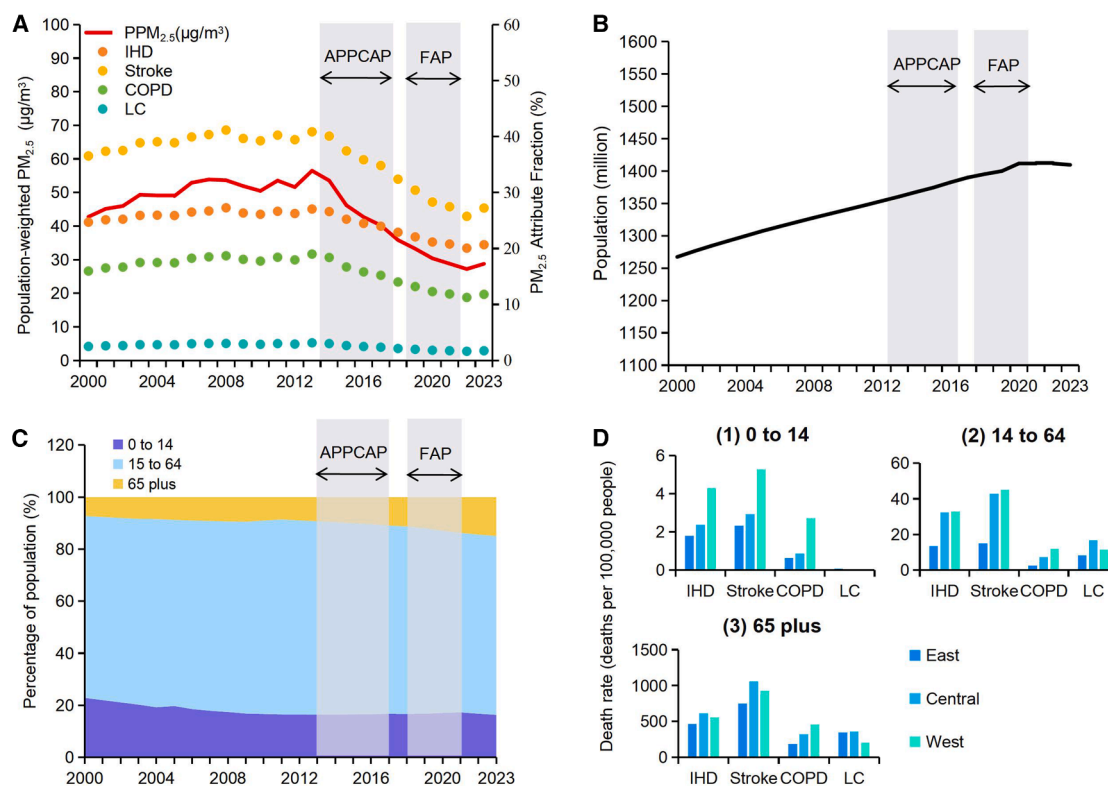 A
PPM2.5(μg/m³)
IHD
Stroke
COPD
LC
APPCAP
FAP
Population-weighted PM2.5 (μg/m³)
100
90
80
70
60
50
40
30
20
10
0
60
50
40
30
20
10
0
PM2.5 Attribute Fraction (%)
2000 2004 2008 2012 2016 2020 2023
B
APPCAP
FAP
Population (million)
1600
1500
1400
1300
1200
1100
2000 2004 2008 2012 2016 2020 2023
C
0 to 14
15 to 64
65 plus
APPCAP
FAP
Percentage of population (%)
120
100
80
60
40
20
0
2000 2004 2008 2012 2016 2020 2023
D
Death rate (deaths per 100,000 people)
(1) 0 to 14
6
4
2
0
IHD Stroke COPD LC
(2) 14 to 64
60
40
20
0
IHD Stroke COPD LC
(3) 65 plus
1500
1000
500
0
IHD Stroke COPD LC
East
Central
West